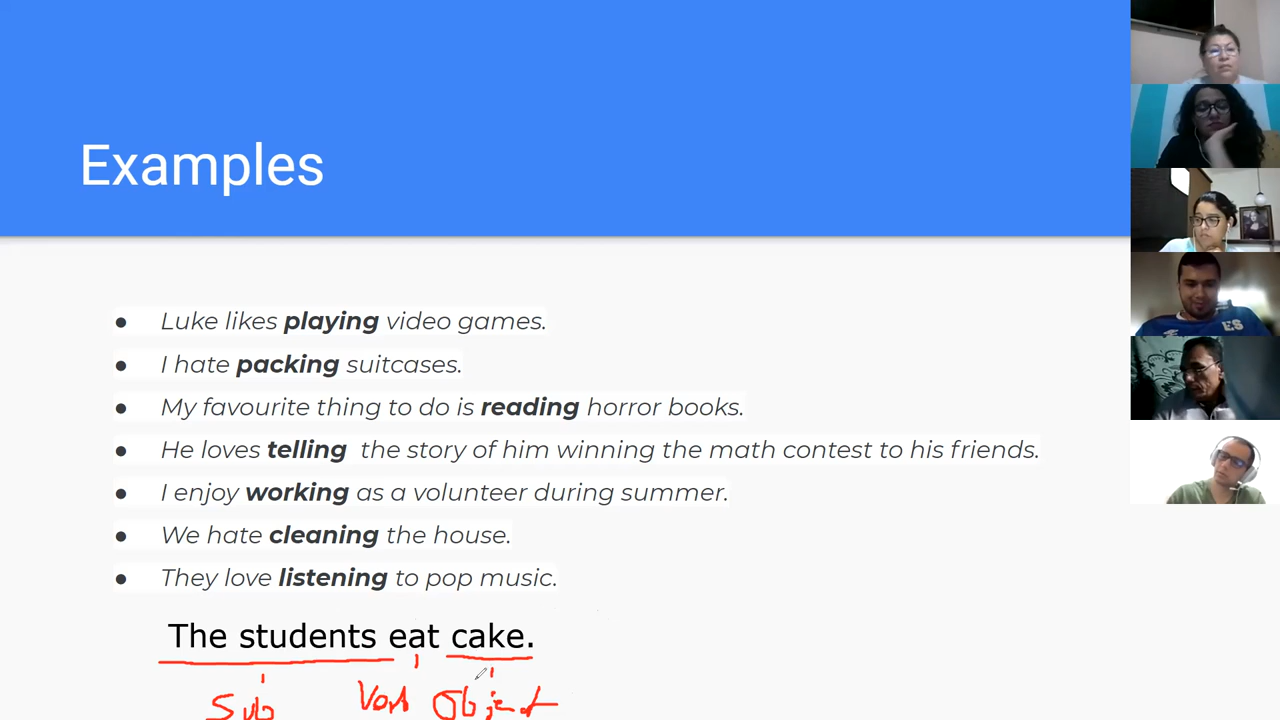 Examples
● Luke likes playing video games.
● I hate packing suitcases.
● My favourite thing to do is reading horror books.
● He loves telling the story of him winning the math contest to his friends.
● I enjoy working as a volunteer during summer.
● We hate cleaning the house.
● They love listening to pop music.
The students eat cake.
Sub Verb Object
ES